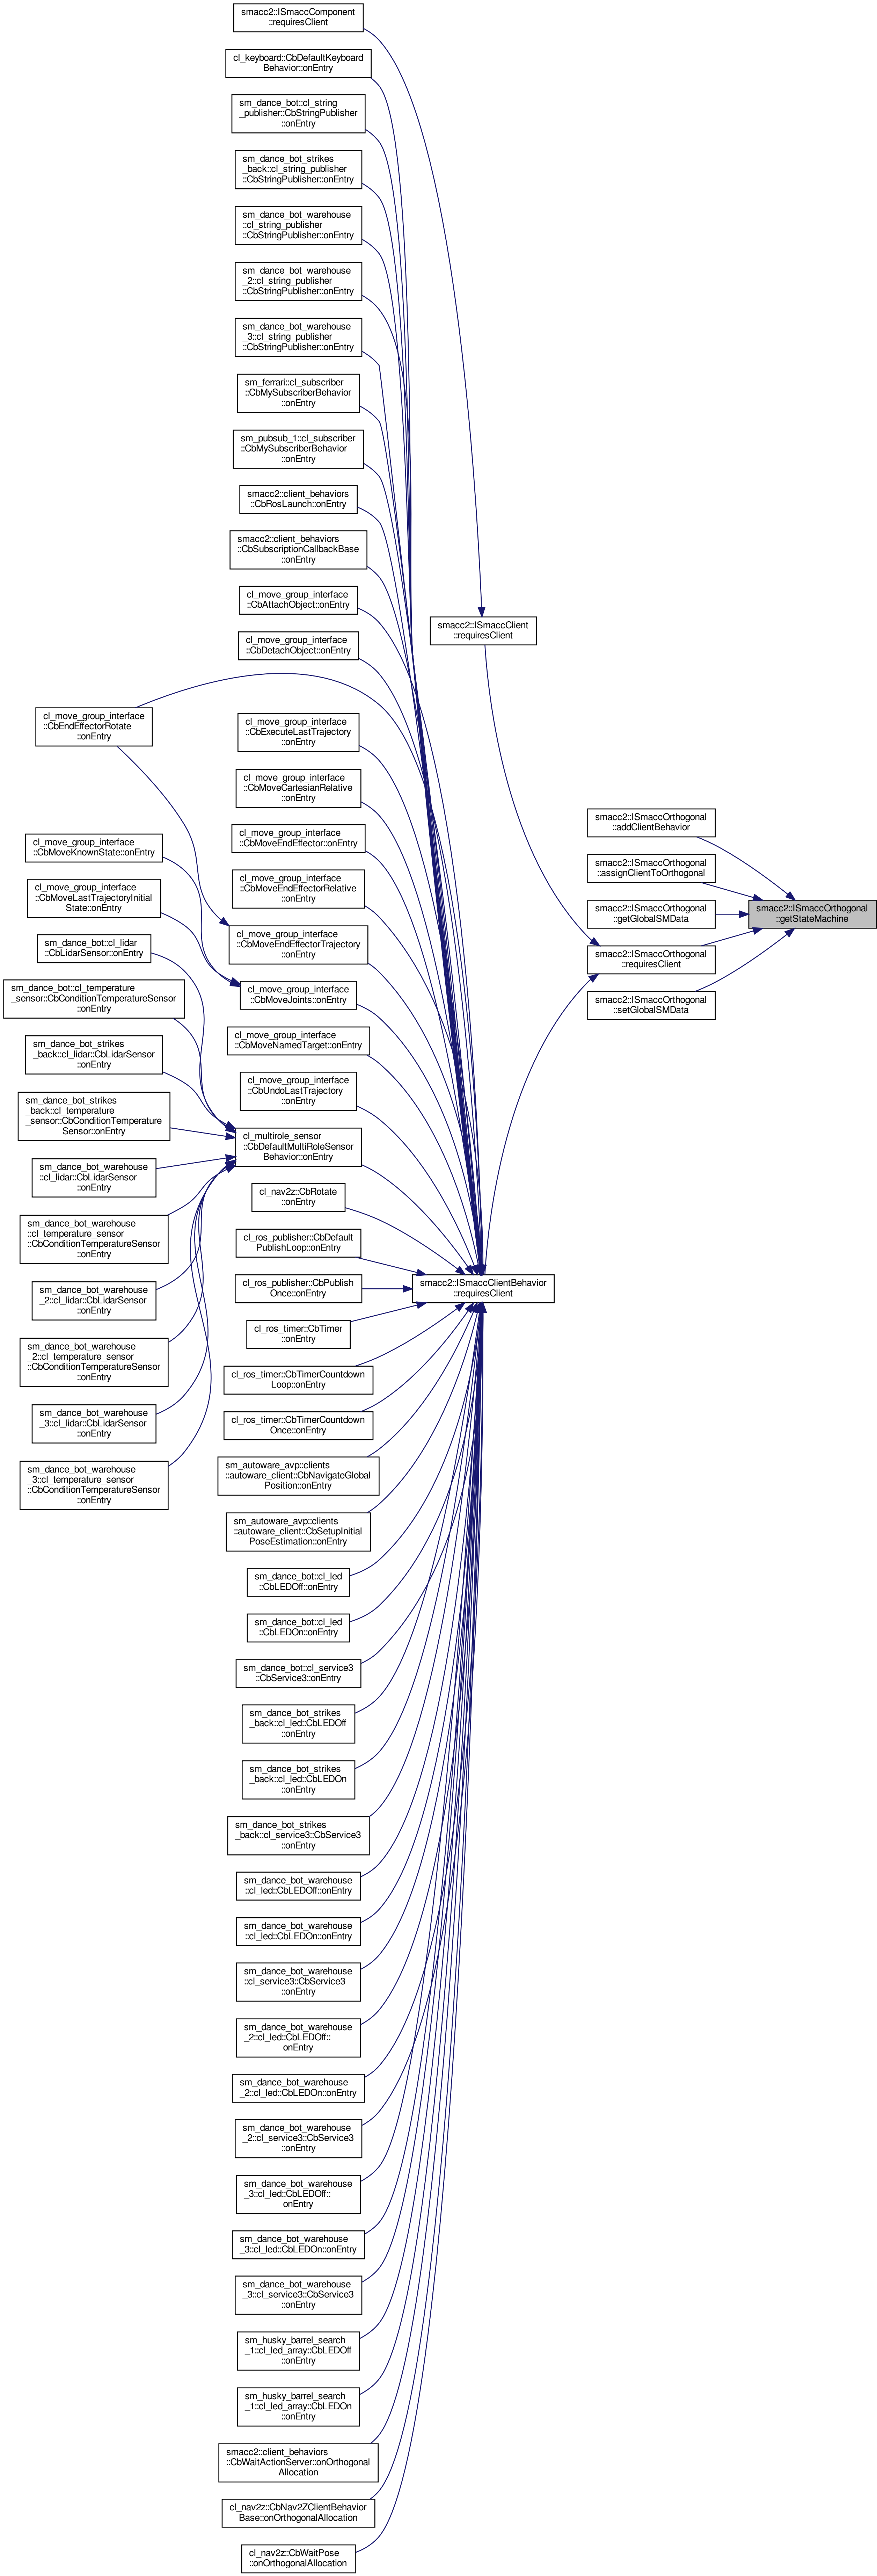 smacc2::ISmaccComponent
::requiresClient
cl_keyboard::CbDefaultKeyboard
Behavior::onEntry
sm_dance_bot::cl_string
_publisher::CbStringPublisher
::onEntry
sm_dance_bot_strikes
_back::cl_string_publisher
::CbStringPublisher::onEntry
sm_dance_bot_warehouse
::cl_string_publisher
::CbStringPublisher::onEntry
sm_dance_bot_warehouse
_2::cl_string_publisher
::CbStringPublisher::onEntry
sm_dance_bot_warehouse
_3::cl_string_publisher
::CbStringPublisher::onEntry
sm_ferrari::cl_subscriber
::CbMySubscriberBehavior
::onEntry
sm_pubsub_1::cl_subscriber
::CbMySubscriberBehavior
::onEntry
smacc2::client_behaviors
::CbRosLaunch::onEntry
smacc2::client_behaviors
::CbSubscriptionCallbackBase
::onEntry
cl_move_group_interface
::CbAttachObject::onEntry
cl_move_group_interface
::CbDetachObject::onEntry
smacc2::ISmaccClient
::requiresClient
cl_move_group_interface
::CbEndEffectorRotate
::onEntry
cl_move_group_interface
::CbExecuteLastTrajectory
::onEntry
cl_move_group_interface
::CbMoveCartesianRelative
::onEntry
cl_move_group_interface
::CbMoveEndEffector::onEntry
cl_move_group_interface
::CbMoveEndEffectorRelative
::onEntry
cl_move_group_interface
::CbMoveEndEffectorTrajectory
::onEntry
cl_move_group_interface
::CbMoveJoints::onEntry
cl_move_group_interface
::CbMoveNamedTarget::onEntry
cl_move_group_interface
::CbUndoLastTrajectory
::onEntry
cl_multirole_sensor
::CbDefaultMultiRoleSensor
Behavior::onEntry
cl_move_group_interface
::CbMoveKnownState::onEntry
cl_move_group_interface
::CbMoveLastTrajectoryInitial
State::onEntry
sm_dance_bot::cl_lidar
::CbLidarSensor::onEntry
sm_dance_bot::cl_temperature
_sensor::CbConditionTemperatureSensor
::onEntry
sm_dance_bot_strikes
_back::cl_lidar::CbLidarSensor
::onEntry
sm_dance_bot_strikes
_back::cl_temperature
_sensor::CbConditionTemperature
Sensor::onEntry
sm_dance_bot_warehouse
::cl_lidar::CbLidarSensor
::onEntry
sm_dance_bot_warehouse
::cl_temperature_sensor
::CbConditionTemperatureSensor
::onEntry
sm_dance_bot_warehouse
_2::cl_lidar::CbLidarSensor
::onEntry
sm_dance_bot_warehouse
_2::cl_temperature_sensor
::CbConditionTemperatureSensor
::onEntry
sm_dance_bot_warehouse
_3::cl_lidar::CbLidarSensor
::onEntry
sm_dance_bot_warehouse
_3::cl_temperature_sensor
::CbConditionTemperatureSensor
::onEntry
smacc2::ISmaccOrthogonal
::addClientBehavior
smacc2::ISmaccOrthogonal
::assignClientToOrthogonal
smacc2::ISmaccOrthogonal
::getGlobalSMData
smacc2::ISmaccOrthogonal
::requiresClient
smacc2::ISmaccOrthogonal
::setGlobalSMData
smacc2::ISmaccOrthogonal
::getStateMachine
cl_nav2z::CbRotate
::onEntry
cl_ros_publisher::CbDefault
PublishLoop::onEntry
cl_ros_publisher::CbPublish
Once::onEntry
smacc2::ISmaccClientBehavior
::requiresClient
cl_ros_timer::CbTimer
::onEntry
cl_ros_timer::CbTimerCountdown
Loop::onEntry
cl_ros_timer::CbTimerCountdown
Once::onEntry
sm_autoware_avp::clients
::autoware_client::CbNavigateGlobal
Position::onEntry
sm_autoware_avp::clients
::autoware_client::CbSetupInitial
PoseEstimation::onEntry
sm_dance_bot::cl_led
::CbLEDOff::onEntry
sm_dance_bot::cl_led
::CbLEDOn::onEntry
sm_dance_bot::cl_service3
::CbService3::onEntry
sm_dance_bot_strikes
_back::cl_led::CbLEDOff
::onEntry
sm_dance_bot_strikes
_back::cl_led::CbLEDOn
::onEntry
sm_dance_bot_strikes
_back::cl_service3::CbService3
::onEntry
sm_dance_bot_warehouse
::cl_led::CbLEDOff::onEntry
sm_dance_bot_warehouse
::cl_led::CbLEDOn::onEntry
sm_dance_bot_warehouse
::cl_service3::CbService3
::onEntry
sm_dance_bot_warehouse
_2::cl_led::CbLEDOff::
onEntry
sm_dance_bot_warehouse
_2::cl_led::CbLEDOn::onEntry
sm_dance_bot_warehouse
_2::cl_service3::CbService3
::onEntry
sm_dance_bot_warehouse
_3::cl_led::CbLEDOff::
onEntry
sm_dance_bot_warehouse
_3::cl_led::CbLEDOn::onEntry
sm_dance_bot_warehouse
_3::cl_service3::CbService3
::onEntry
sm_husky_barrel_search
_1::cl_led_array::CbLEDOff
::onEntry
sm_husky_barrel_search
_1::cl_led_array::CbLEDOn
::onEntry
smacc2::client_behaviors
::CbWaitActionServer::onOrthogonal
Allocation
cl_nav2z::CbNav2ZClientBehavior
Base::onOrthogonalAllocation
cl_nav2z::CbWaitPose
::onOrthogonalAllocation